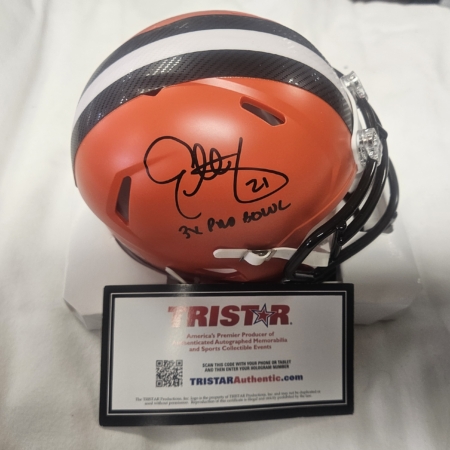 21
3X PRO BOWL
TRISTAR
America's Premier Producer of
Authenticated Autographed Memorabilia
and Sports Collectible Events
SCAN THIS CODE WITH YOUR PHONE OR TABLET
AND THEN ENTER YOUR HOLOGRAM NUMBER
TRISTARAuthentic.com